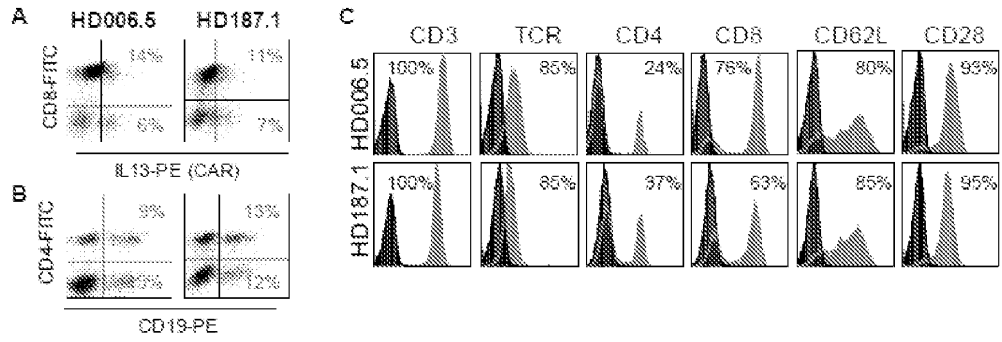 A
HD006.5
HD187.1
CD8-FITC
14%
11%
6%
7%
IL13-PE (CAR)
B
CD4-FITC
9%
13%
12%
CD19-PE
C
CD3
TCR
CD4
CD8
CD62L
CD28
HD006.5
100%
85%
24%
76%
80%
93%
HD187.1
100%
37%
63%
85%
95%